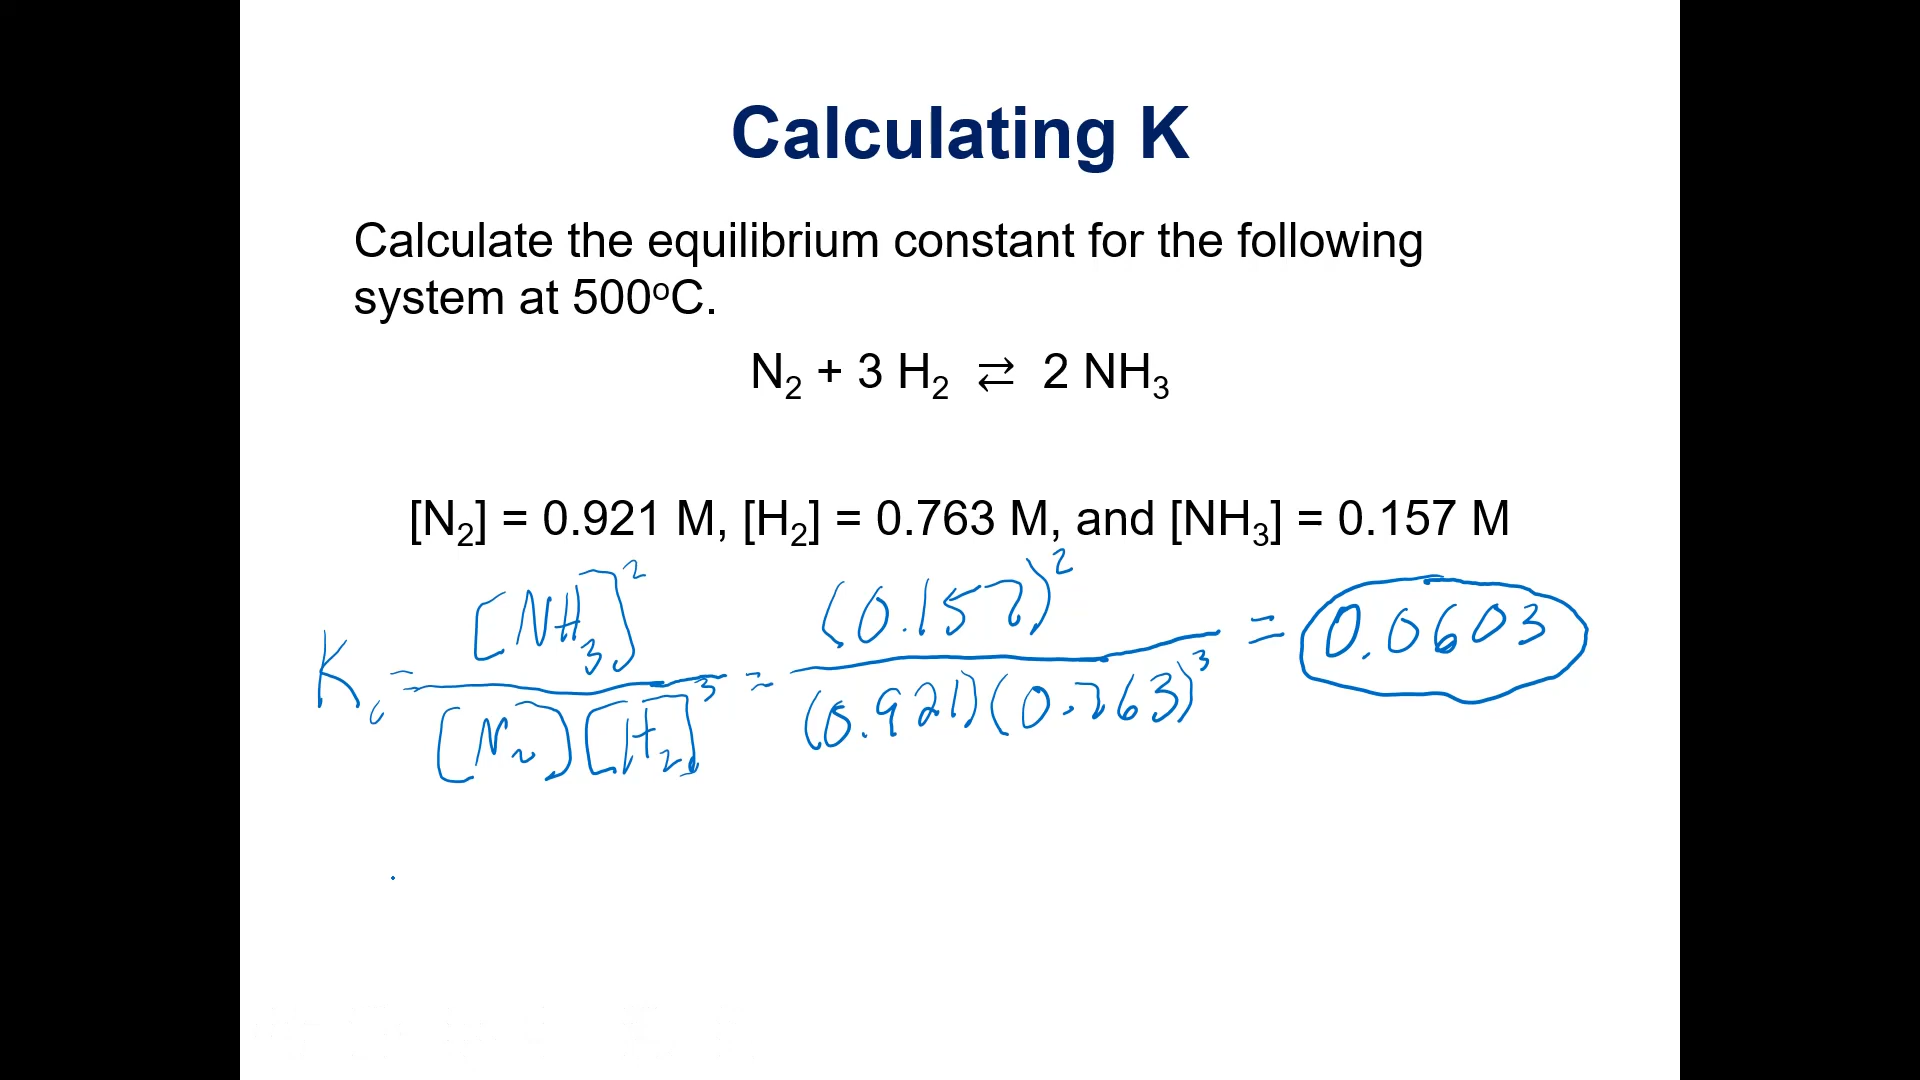 Calculating K
Calculate the equilibrium constant for the following
system at 500°C.
N₂ + 3 H₂ ⇄ 2 NH₃
[N₂] = 0.921 M, [H₂] = 0.763 M, and [NH₃] = 0.157 M
K_c = [NH₃]² / [N₂][H₂]³ = (0.157)² / (0.921)(0.763)³ = 0.0603